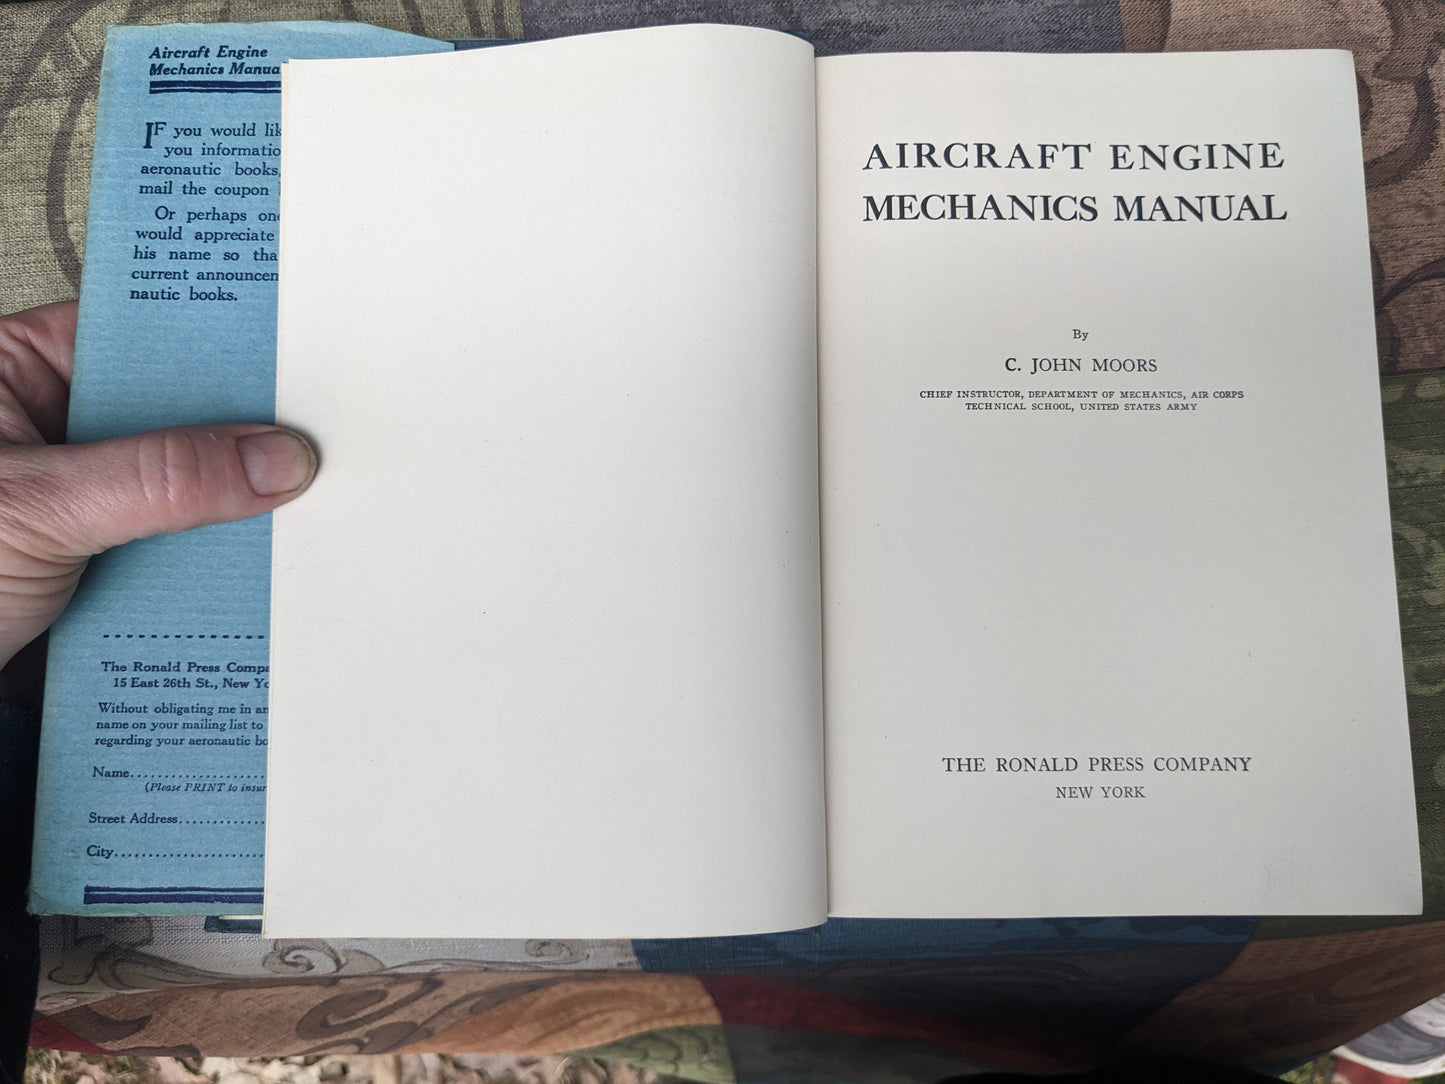 Aircraft Engine
Mechanics Manua
IF you would lik
you informatio
aeronautic books,
mail the coupon
Or perhaps on
would appreciate
his name so tha
current announcem
nautic books.
The Ronald Press Compa
15 East 26th St., New Yo
Without obligating me in an
name on your mailing list to
regarding your aeronautic bo
Name
(Please PRINT to insur
Street Address
City
AIRCRAFT ENGINE
MECHANICS MANUAL
By
C. JOHN MOORS
CHIEF INSTRUCTOR, DEPARTMENT OF MECHANICS, AIR CORPS
TECHNICAL SCHOOL, UNITED STATES ARMY
THE RONALD PRESS COMPANY
NEW YORK